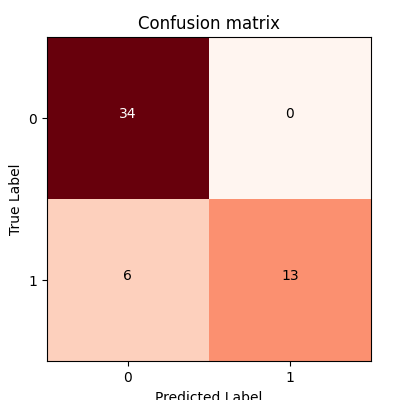 Confusion matrix
True Label
0
34
0
1
6
13
0
1
Predicted Label